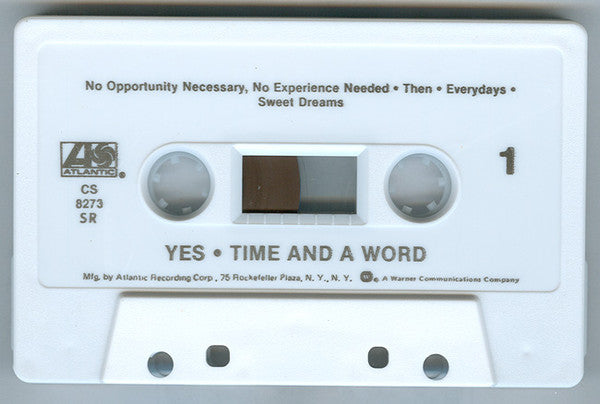 No Opportunity Necessary, No Experience Needed • Then • Everydays •
Sweet Dreams
ATLANTIC®
CS
8273
SR
1
YES • TIME AND A WORD
Mfg. by Atlantic Recording Corp., 75 Rockefeller Plaza, N. Y., N. Y. W® A Warner Communications Company